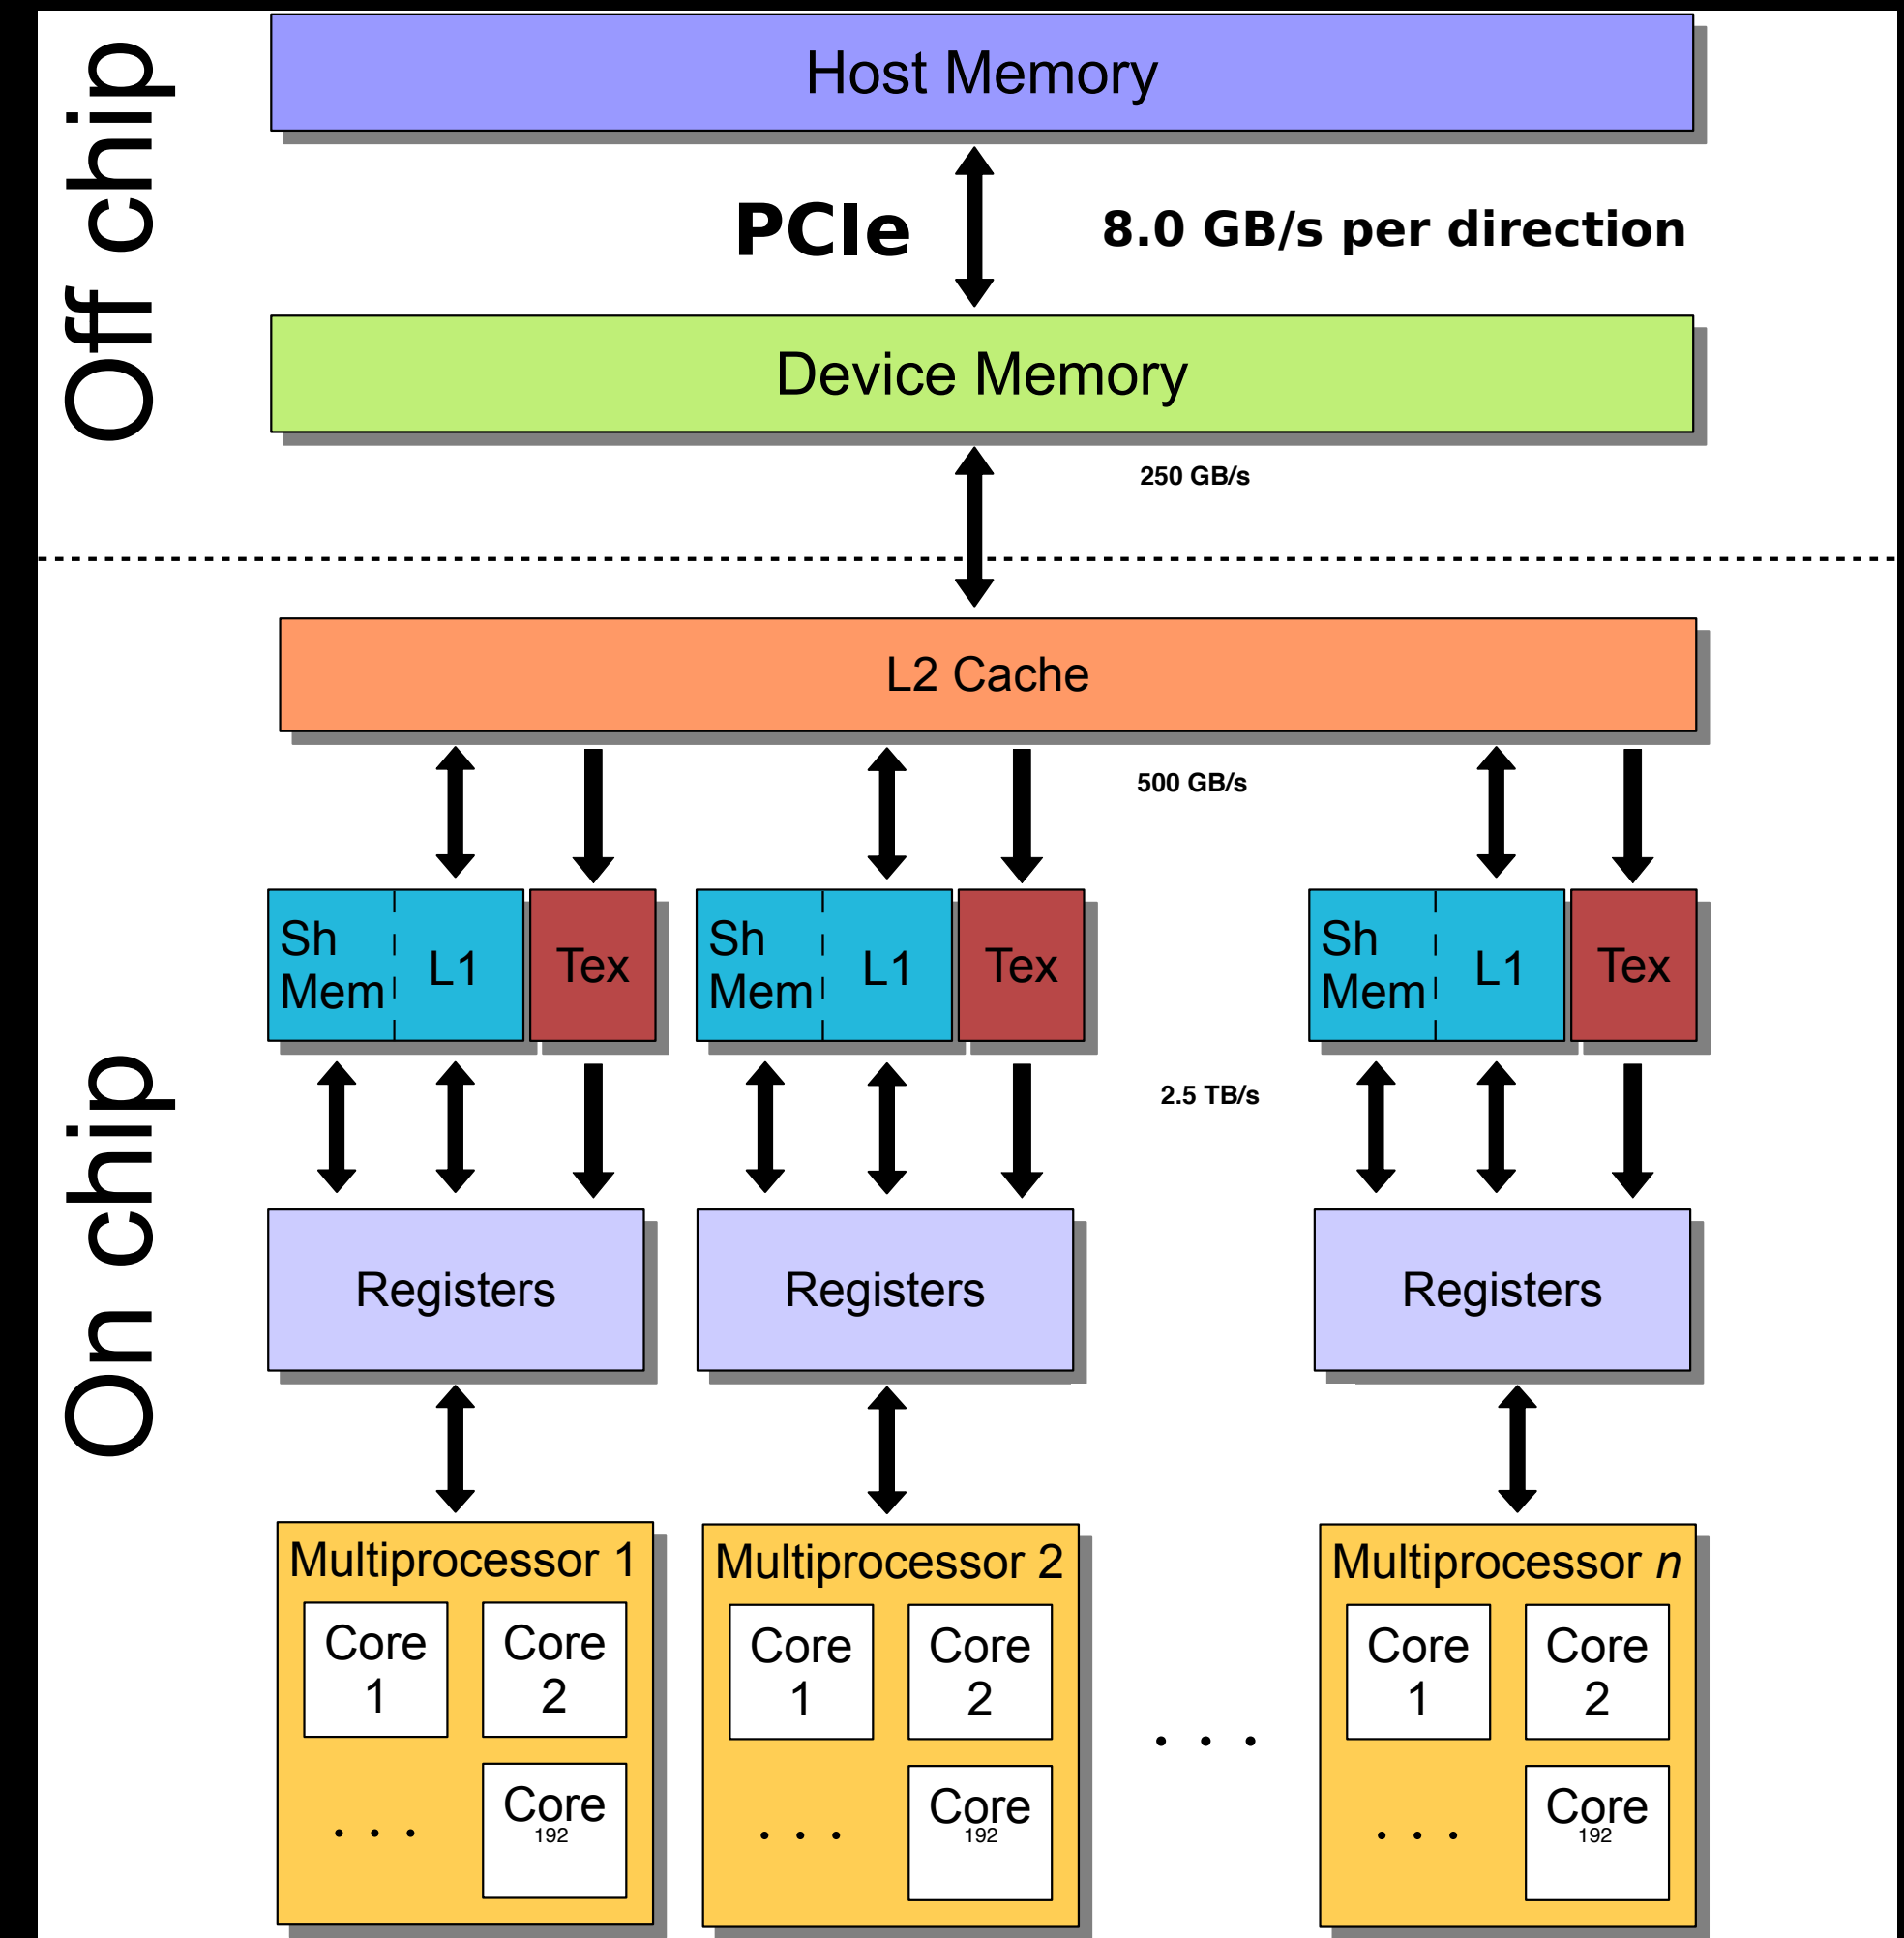 Off chip
Host Memory
PCIe
8.0 GB/s per direction
Device Memory
250 GB/s
On chip
L2 Cache
500 GB/s
Sh
Mem
L1
Tex
Sh
Mem
L1
Tex
Sh
Mem
L1
Tex
2.5 TB/s
Registers
Registers
Registers
Multiprocessor 1
Core
1
Core
2
. . .
Core
192
Multiprocessor 2
Core
1
Core
2
. . .
Core
192
. . .
Multiprocessor n
Core
1
Core
2
. . .
Core
192